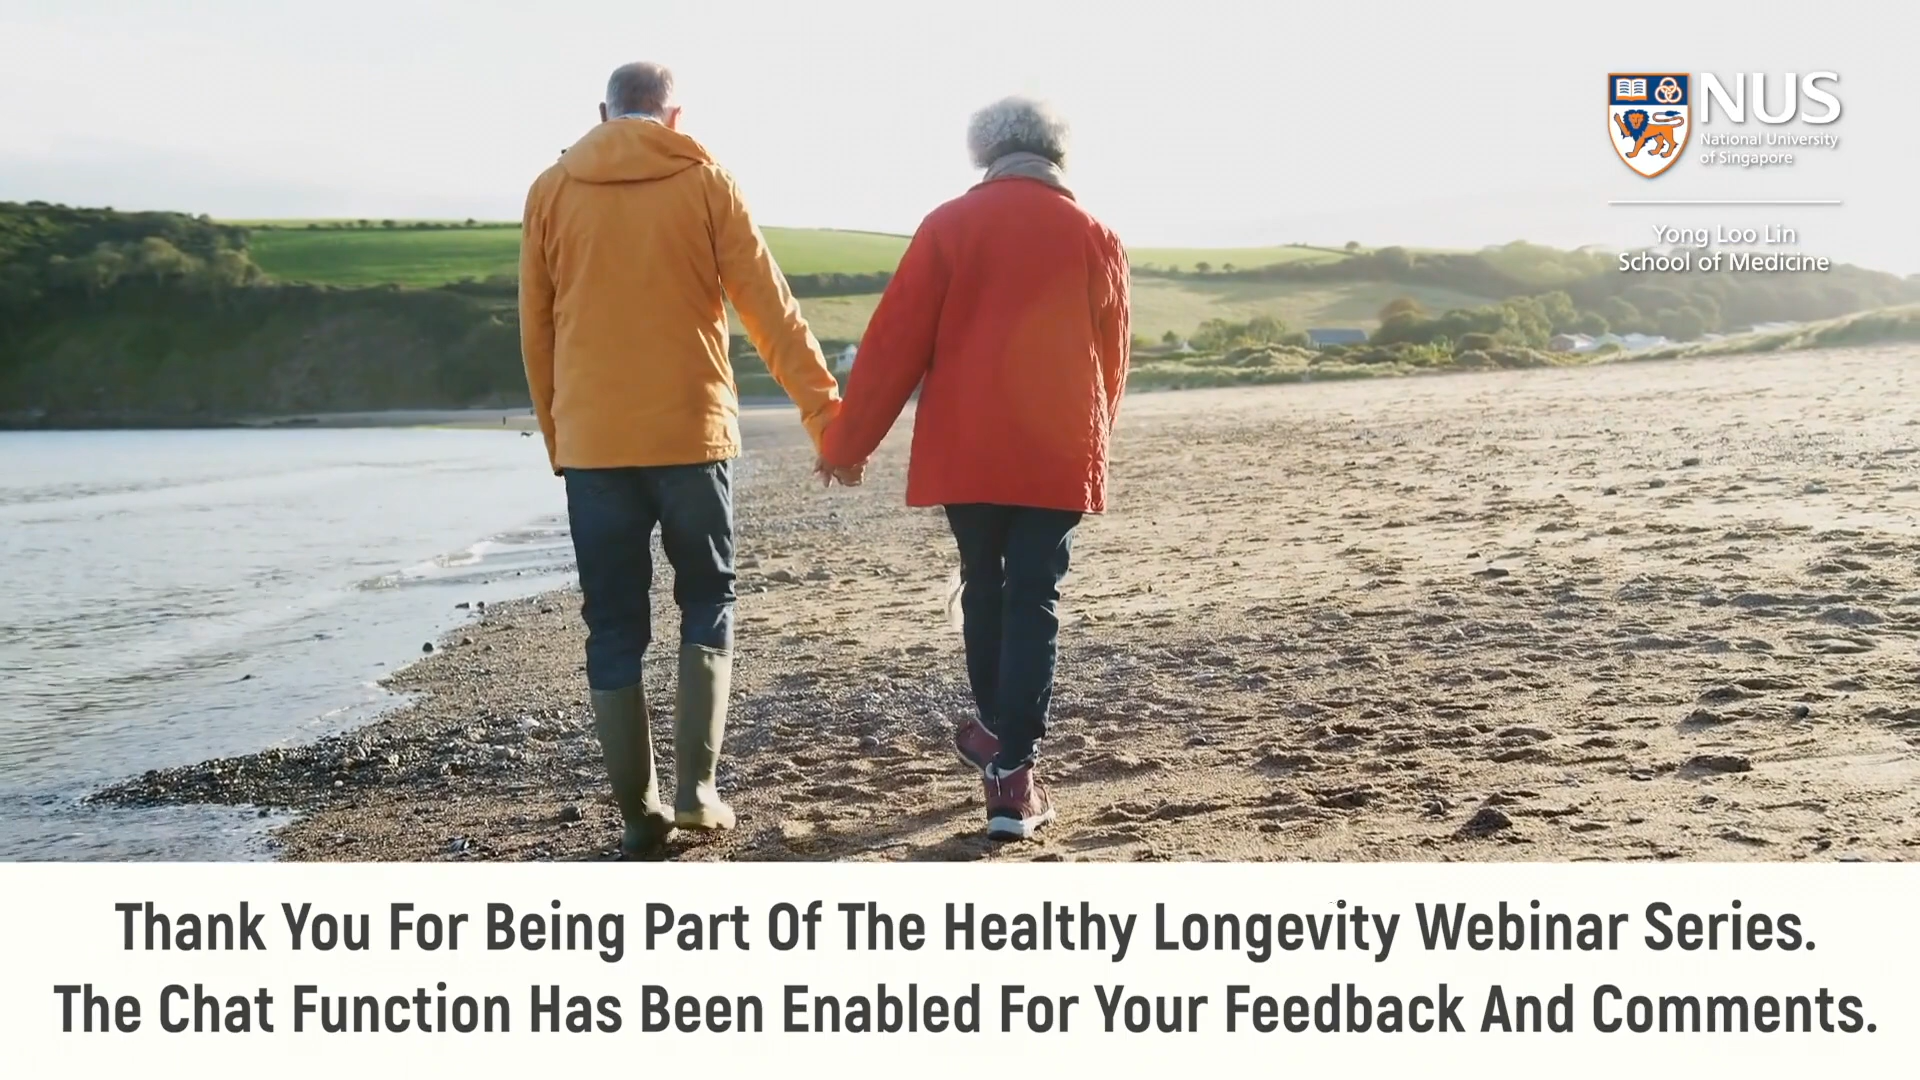 NUS
National University
of Singapore
Yong Loo Lin
School of Medicine
Thank You For Being Part Of The Healthy Longevity Webinar Series.
The Chat Function Has Been Enabled For Your Feedback And Comments.